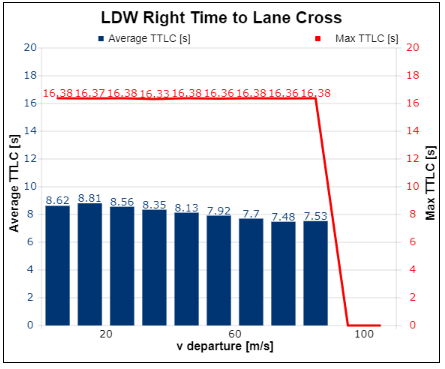 LDW Right Time to Lane Cross
Average TTLC [s] Max TTLC [s]
20 20
18 18
16.38 16.37 16.38 16.33 16.38 16.36 16.38 16.36 16.38
16 16
14 14
12 12
10 10
8.62 8.81 8.56 8.35 8.13 7.92 7.7 7.48 7.53
8 8
6 6
4 4
2 2
0 0
20 60 100
v departure [m/s]
Average TTLC [s]
Max TTLC [s]